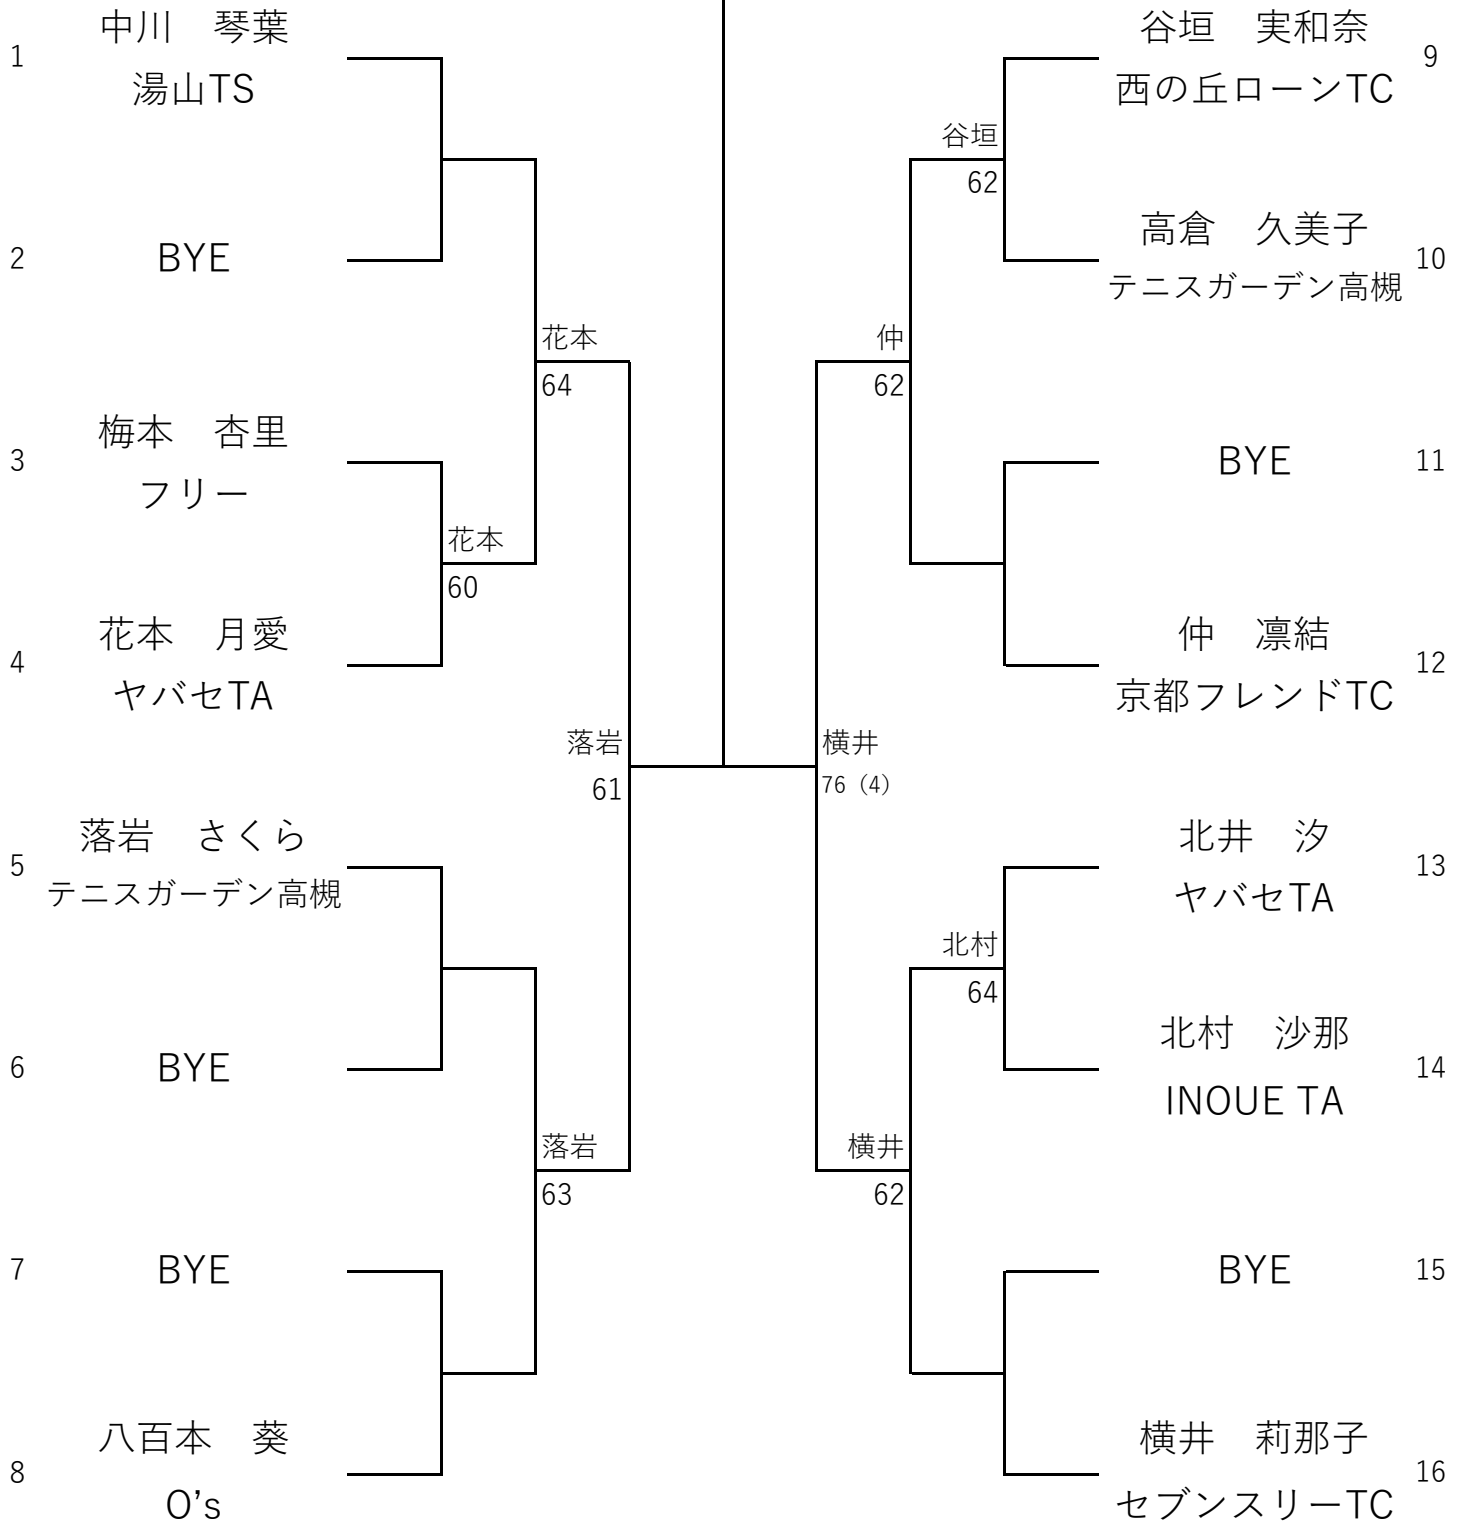 1
中川　琴葉
湯山TS
2
BYE
3
梅本　杏里
フリー
4
花本　月愛
ヤバセTA
5
落岩　さくら
テニスガーデン高槻
6
BYE
7
BYE
8
八百本　葵
O's
花本
60
花本
64
落岩
63
落岩
61
横井
76（4）
仲
62
横井
62
谷垣
62
北村
64
谷垣　実和奈
西の丘ローンTC
9
高倉　久美子
テニスガーデン高槻
10
BYE
11
仲　凛結
京都フレンドTC
12
北井　汐
ヤバセTA
13
北村　沙那
INOUE TA
14
BYE
15
横井　莉那子
セブンスリーTC
16